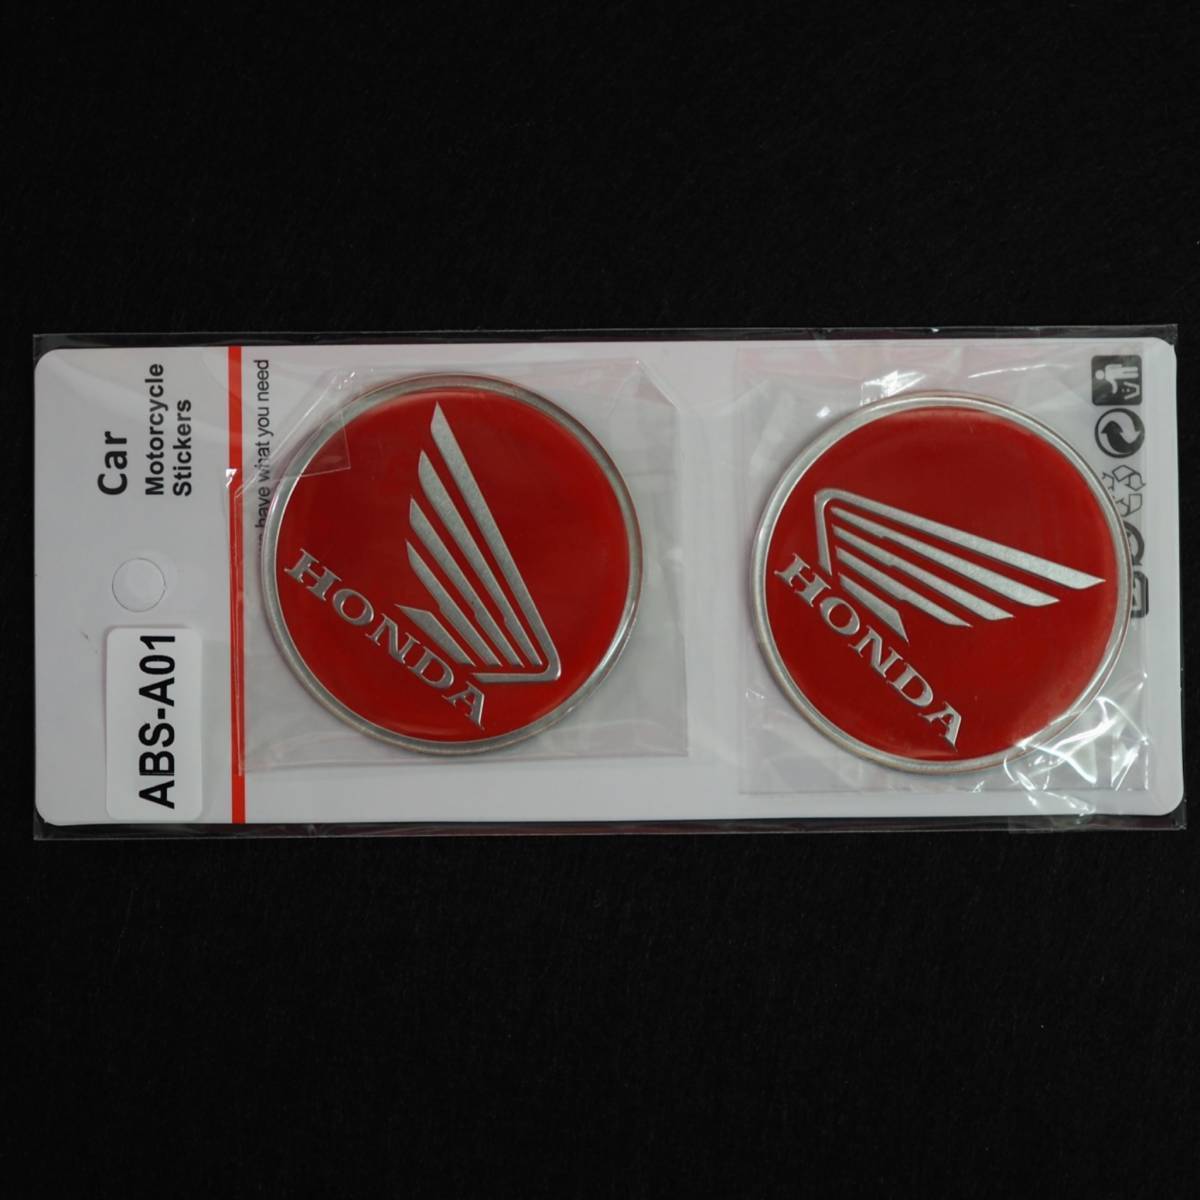 Car
Motorcycle
Stickers
ABS-A01
have what you need
HONDA
HONDA